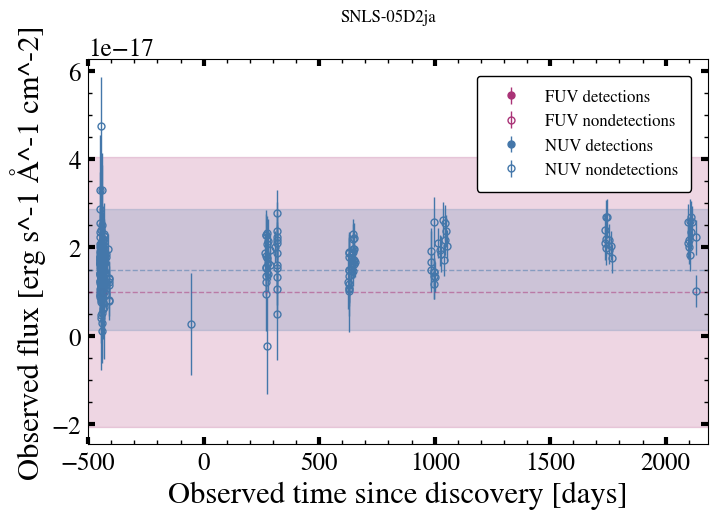 SNLS-05D2ja
1e−17
6
4
2
0
−2
−500
0
500
1000
1500
2000
Observed time since discovery [days]
Observed flux [erg s^-1 Å^-1 cm^-2]
FUV detections
FUV nondetections
NUV detections
NUV nondetections